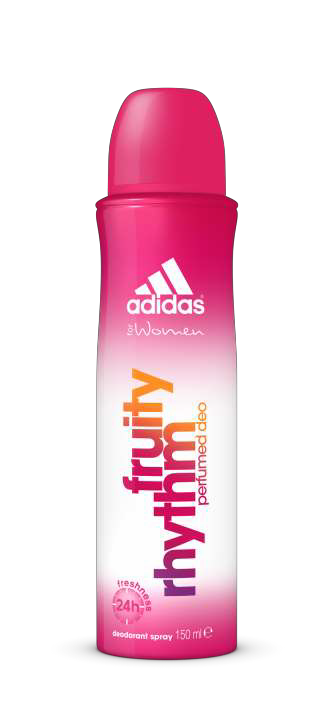 adidas®
for Women
fruity
rhythm
perfumed deo
freshness
24h
deodorant spray 150 ml ℮